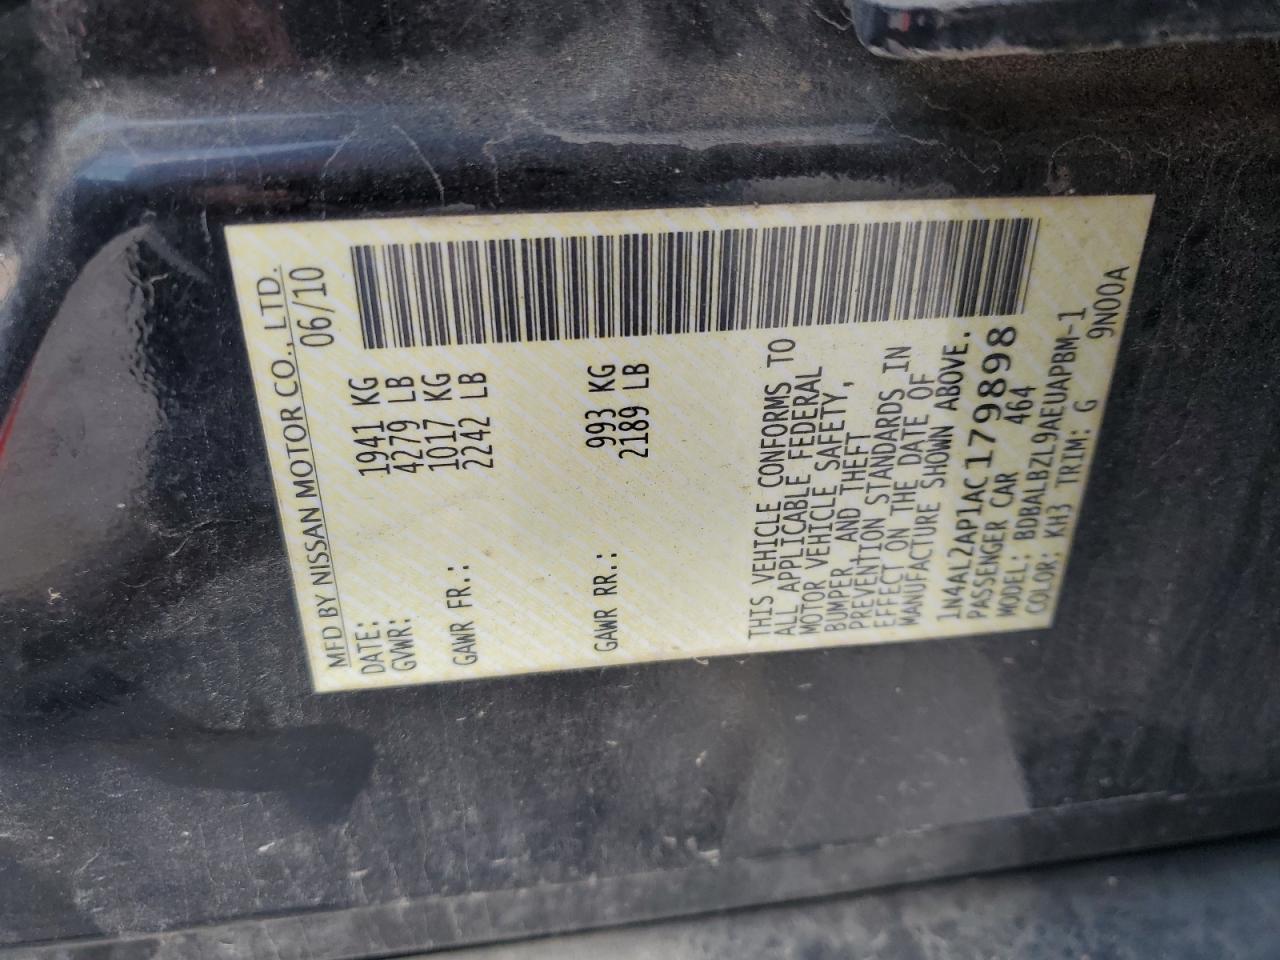 MFD BY NISSAN MOTOR CO., LTD.
DATE: 06/10
GVWR: 1941 KG
4279 LB
GAWR FR.: 1017 KG
2242 LB
GAWR RR.: 993 KG
2189 LB
THIS VEHICLE CONFORMS TO
ALL APPLICABLE FEDERAL
MOTOR VEHICLE SAFETY,
BUMPER, AND THEFT
PREVENTION STANDARDS IN
EFFECT ON THE DATE OF
MANUFACTURE SHOWN ABOVE.
1N4AL2AP1AC179898
PASSENGER CAR 464
MODEL: BDBALBZL9AEUAPBM-1
COLOR: KH3 TRIM: G 9N00A